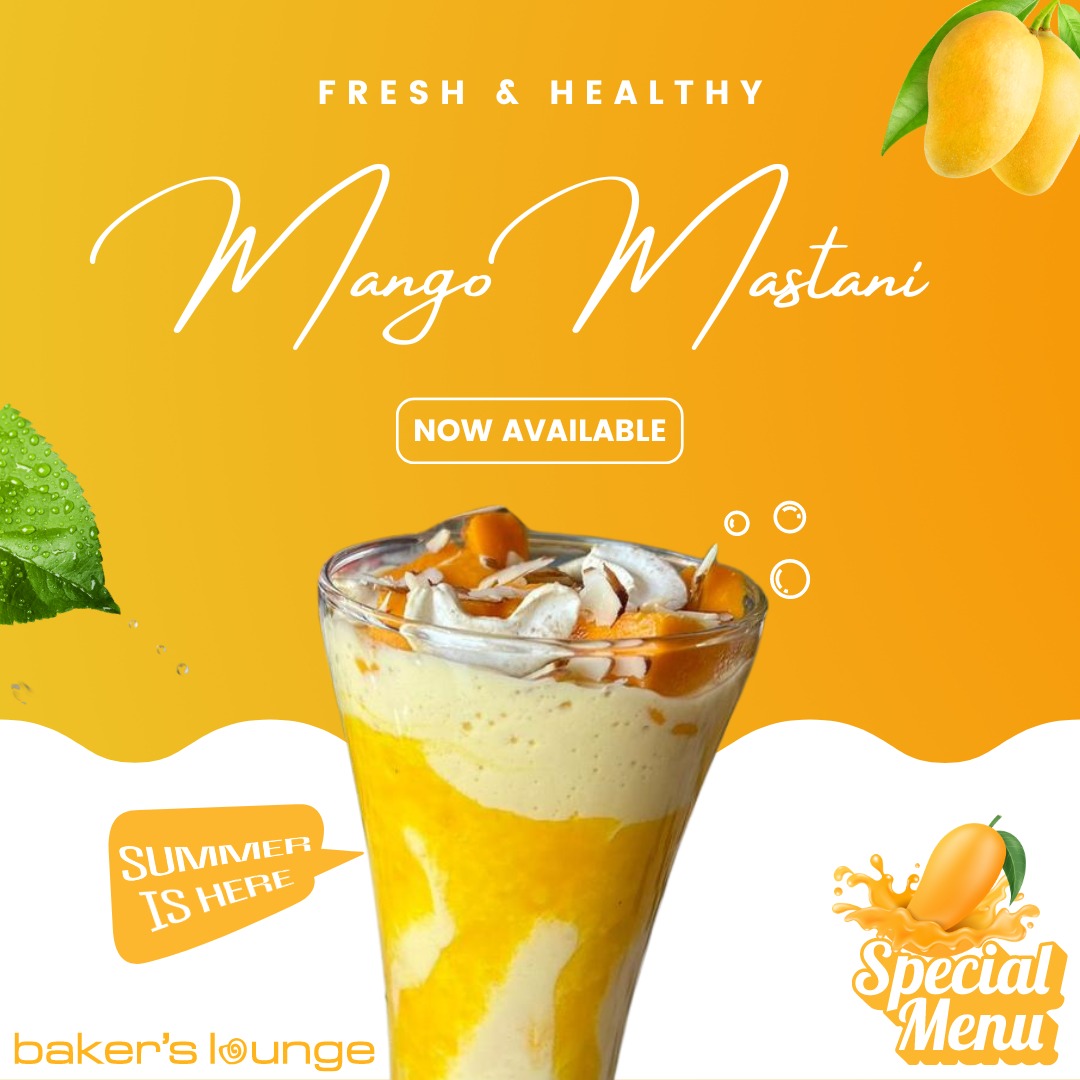 FRESH & HEALTHY
Mango Mastani
NOW AVAILABLE
SUMMER
IS HERE
Special
Menu
baker's lounge